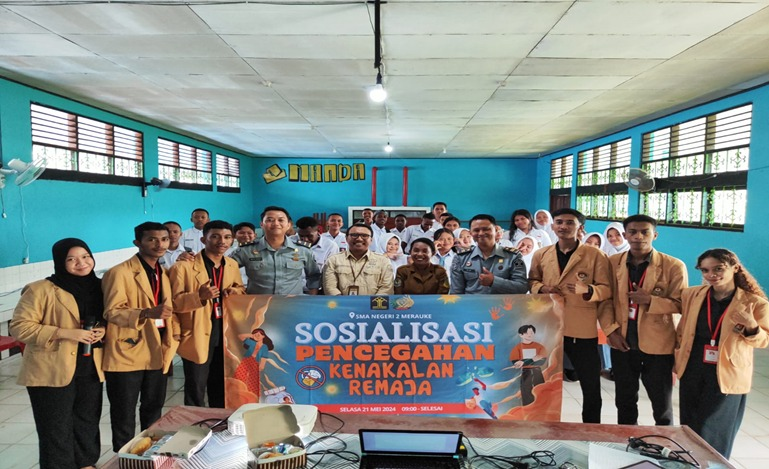 SMA NEGERI 2 MERAUKE
SOSIALISASI
PENCEGAHAN
KENAKALAN
REMAJA
SELASA 21 MEI 2024 09:00 - SELESAI